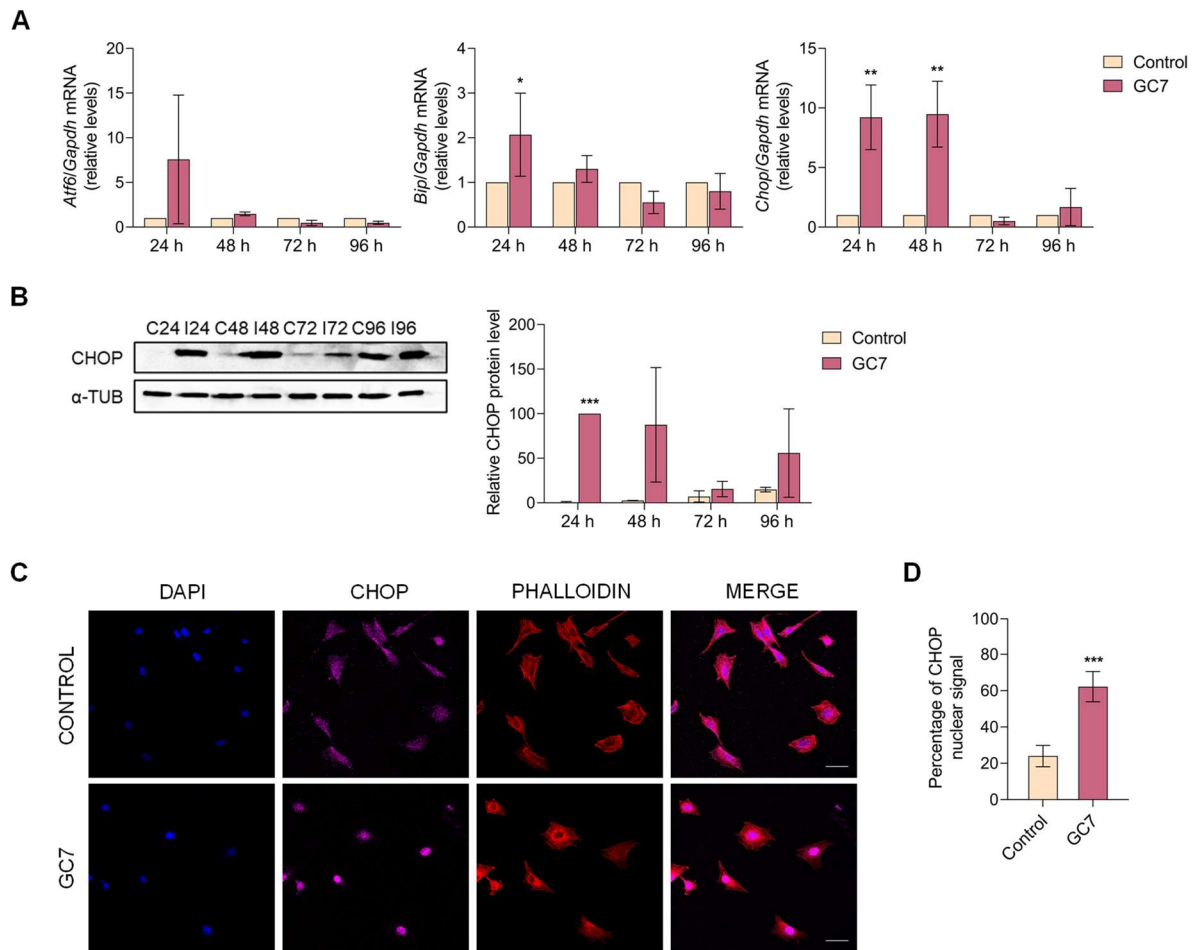 A
Atf6/Gapdh mRNA
(relative levels)
20
15
10
5
0
24 h 48 h 72 h 96 h
Bip/Gapdh mRNA
(relative levels)
4
3
2
1
0
*
24 h 48 h 72 h 96 h
Chop/Gapdh mRNA
(relative levels)
15
10
5
0
** **
24 h 48 h 72 h 96 h
Control
GC7
B
C24 I24 C48 I48 C72 I72 C96 I96
CHOP
α-TUB
Relative CHOP protein level
200
150
100
50
0
***
24 h 48 h 72 h 96 h
Control
GC7
C
DAPI CHOP PHALLOIDIN MERGE
CONTROL
GC7
D
Percentage of CHOP
nuclear signal
100
80
60
40
20
0
***
Control GC7